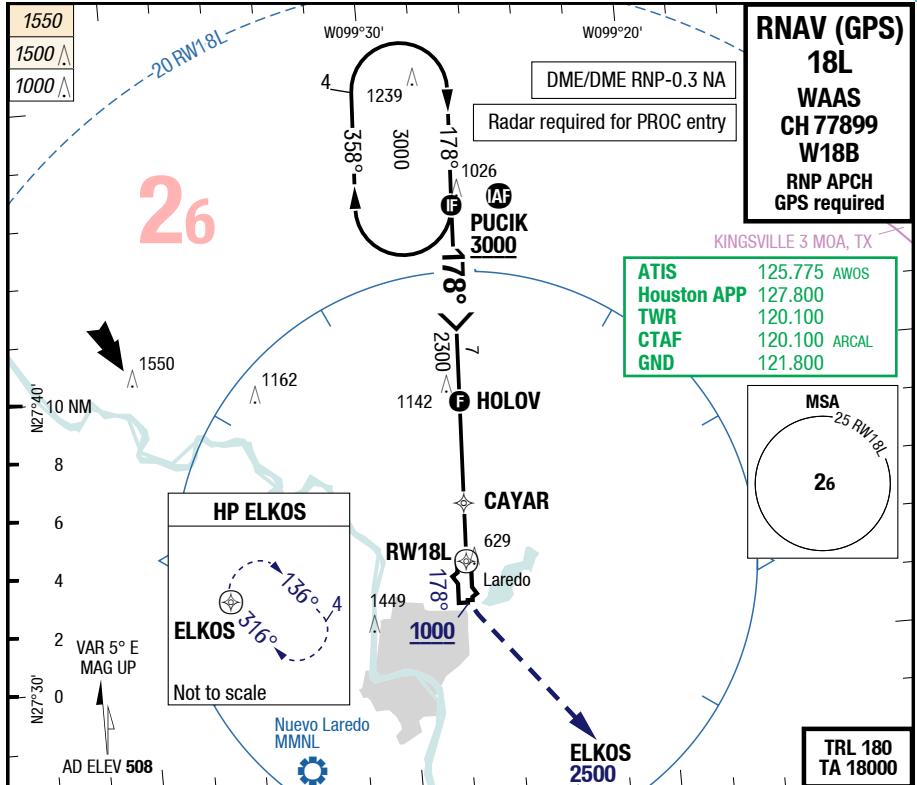 1550
1500
1000
20 RW18L
W099°30'
W099°20'
RNAV (GPS)
18L
WAAS
CH 77899
W18B
RNP APCH
GPS required
DME/DME RNP-0.3 NA
Radar required for PROC entry
4
1239
358°
3000
178°
1026
IF
IAF
PUCIK
3000
26
178°
KINGSVILLE 3 MOA, TX
ATIS 125.775 AWOS
Houston APP 127.800
TWR 120.100
CTAF 120.100 ARCAL
GND 121.800
1550
1162
2300
7
1142
F HOLOV
N27°40'
10 NM
8
6
4
2
0
N27°30'
MSA
25 RW18L
26
CAYAR
HP ELKOS
136°
4
316°
ELKOS
Not to scale
RW18L
629
Laredo
178°
1449
1000
VAR 5° E
MAG UP
AD ELEV 508
Nuevo Laredo
MMNL
ELKOS
2500
TRL 180
TA 18000